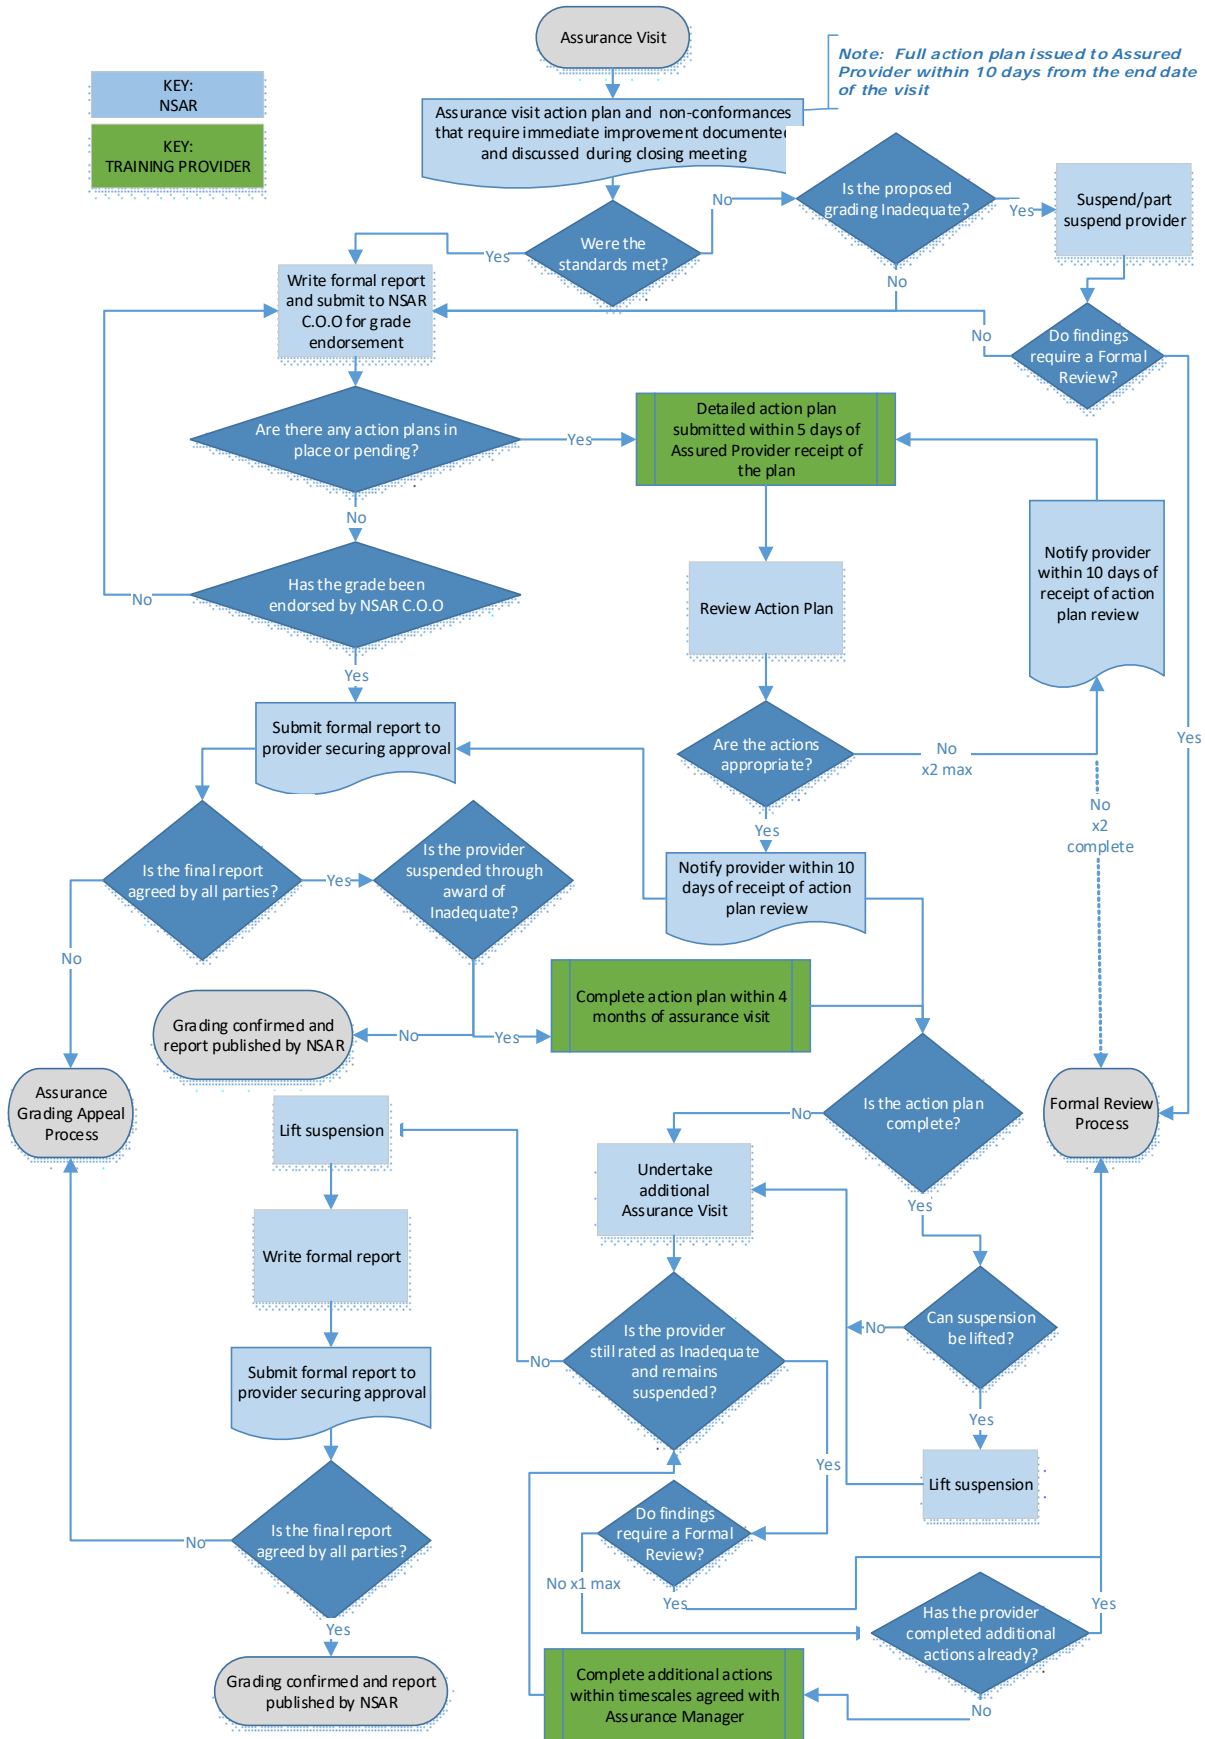 Assurance Visit
Note: Full action plan issued to Assured
Provider within 10 days from the end date
of the visit
KEY:
NSAR
KEY:
TRAINING PROVIDER
Assurance visit action plan and non-conformances
that require immediate improvement documented
and discussed during closing meeting
Is the proposed
grading Inadequate?
No
Yes
Suspend/part
suspend provider
Were the
standards met?
Yes
No
Write formal report
and submit to NSAR
C.O.O for grade
endorsement
Do findings
require a Formal
Review?
No
Are there any action plans in
place or pending?
Yes
Detailed action plan
submitted within 5 days of
Assured Provider receipt of
the plan
No
Has the grade been
endorsed by NSAR C.O.O
No
Review Action Plan
Notify provider
within 10 days of
receipt of action
plan review
Yes
Submit formal report to
provider securing approval
Are the actions
appropriate?
No
x2 max
Yes
No
x2
complete
Yes
Is the final report
agreed by all parties?
Yes
Is the provider
suspended through
award of
Inadequate?
Notify provider within 10
days of receipt of action
plan review
No
Complete action plan within 4
months of assurance visit
Grading confirmed and
report published by NSAR
No
Yes
Assurance
Grading Appeal
Process
Lift suspension
No
Is the action plan
complete?
Formal Review
Process
Undertake
additional
Assurance Visit
Yes
Write formal report
Is the provider
still rated as Inadequate
and remains
suspended?
No
Can suspension
be lifted?
No
Submit formal report to
provider securing approval
Yes
Yes
Lift suspension
Do findings
require a Formal
Review?
Is the final report
agreed by all parties?
No
No x1 max
Yes
Has the provider
completed additional
actions already?
Yes
Yes
Grading confirmed and report
published by NSAR
Complete additional actions
within timescales agreed with
Assurance Manager
No